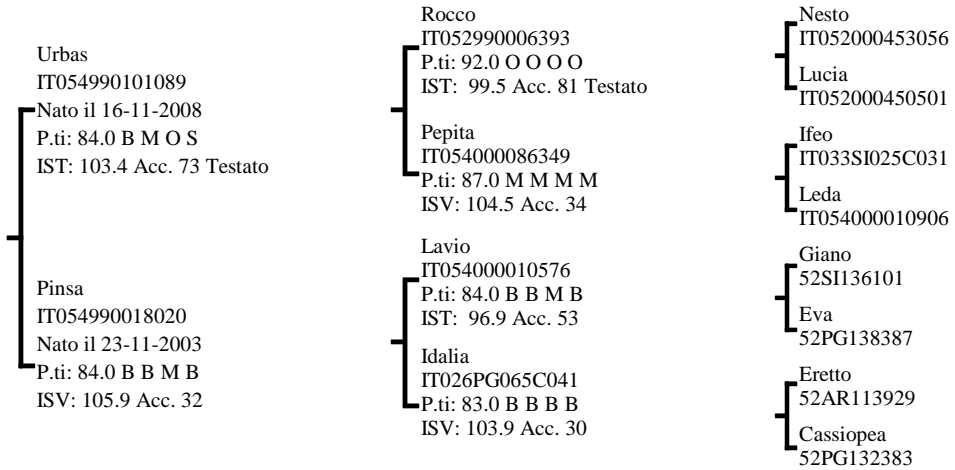 Urbas
IT054990101089
Nato il 16-11-2008
P.ti: 84.0 B M O S
IST: 103.4 Acc. 73 Testato
Pinsa
IT054990018020
Nato il 23-11-2003
P.ti: 84.0 B B M B
ISV: 105.9 Acc. 32
Rocco
IT052990006393
P.ti: 92.0 O O O O
IST: 99.5 Acc. 81 Testato
Pepita
IT054000086349
P.ti: 87.0 M M M M
ISV: 104.5 Acc. 34
Lavio
IT054000010576
P.ti: 84.0 B B M B
IST: 96.9 Acc. 53
Idalia
IT026PG065C041
P.ti: 83.0 B B B B
ISV: 103.9 Acc. 30
Nesto
IT052000453056
Lucia
IT052000450501
Ifeo
IT033SI025C031
Leda
IT054000010906
Giano
52SI136101
Eva
52PG138387
Eretto
52AR113929
Cassiopea
52PG132383